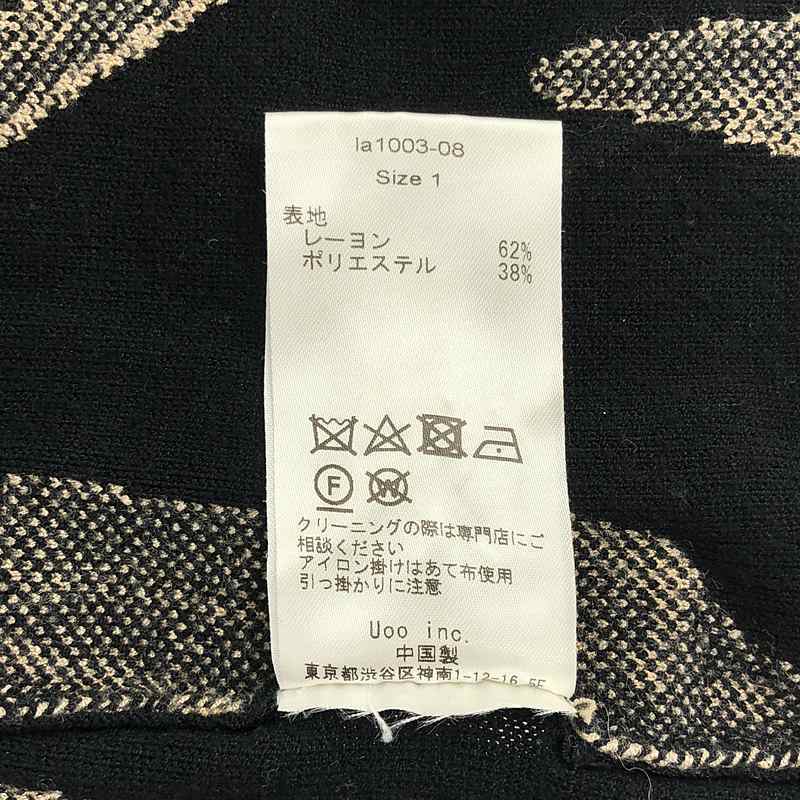 la1003-08
Size 1
表地
レーヨン 62%
ポリエステル 38%
F W
クリーニングの際は専門店にご
相談ください
アイロン掛けはあて布使用
引っ掛かりに注意
Uoo inc.
中国製
東京都渋谷区神南1-12-16 5F